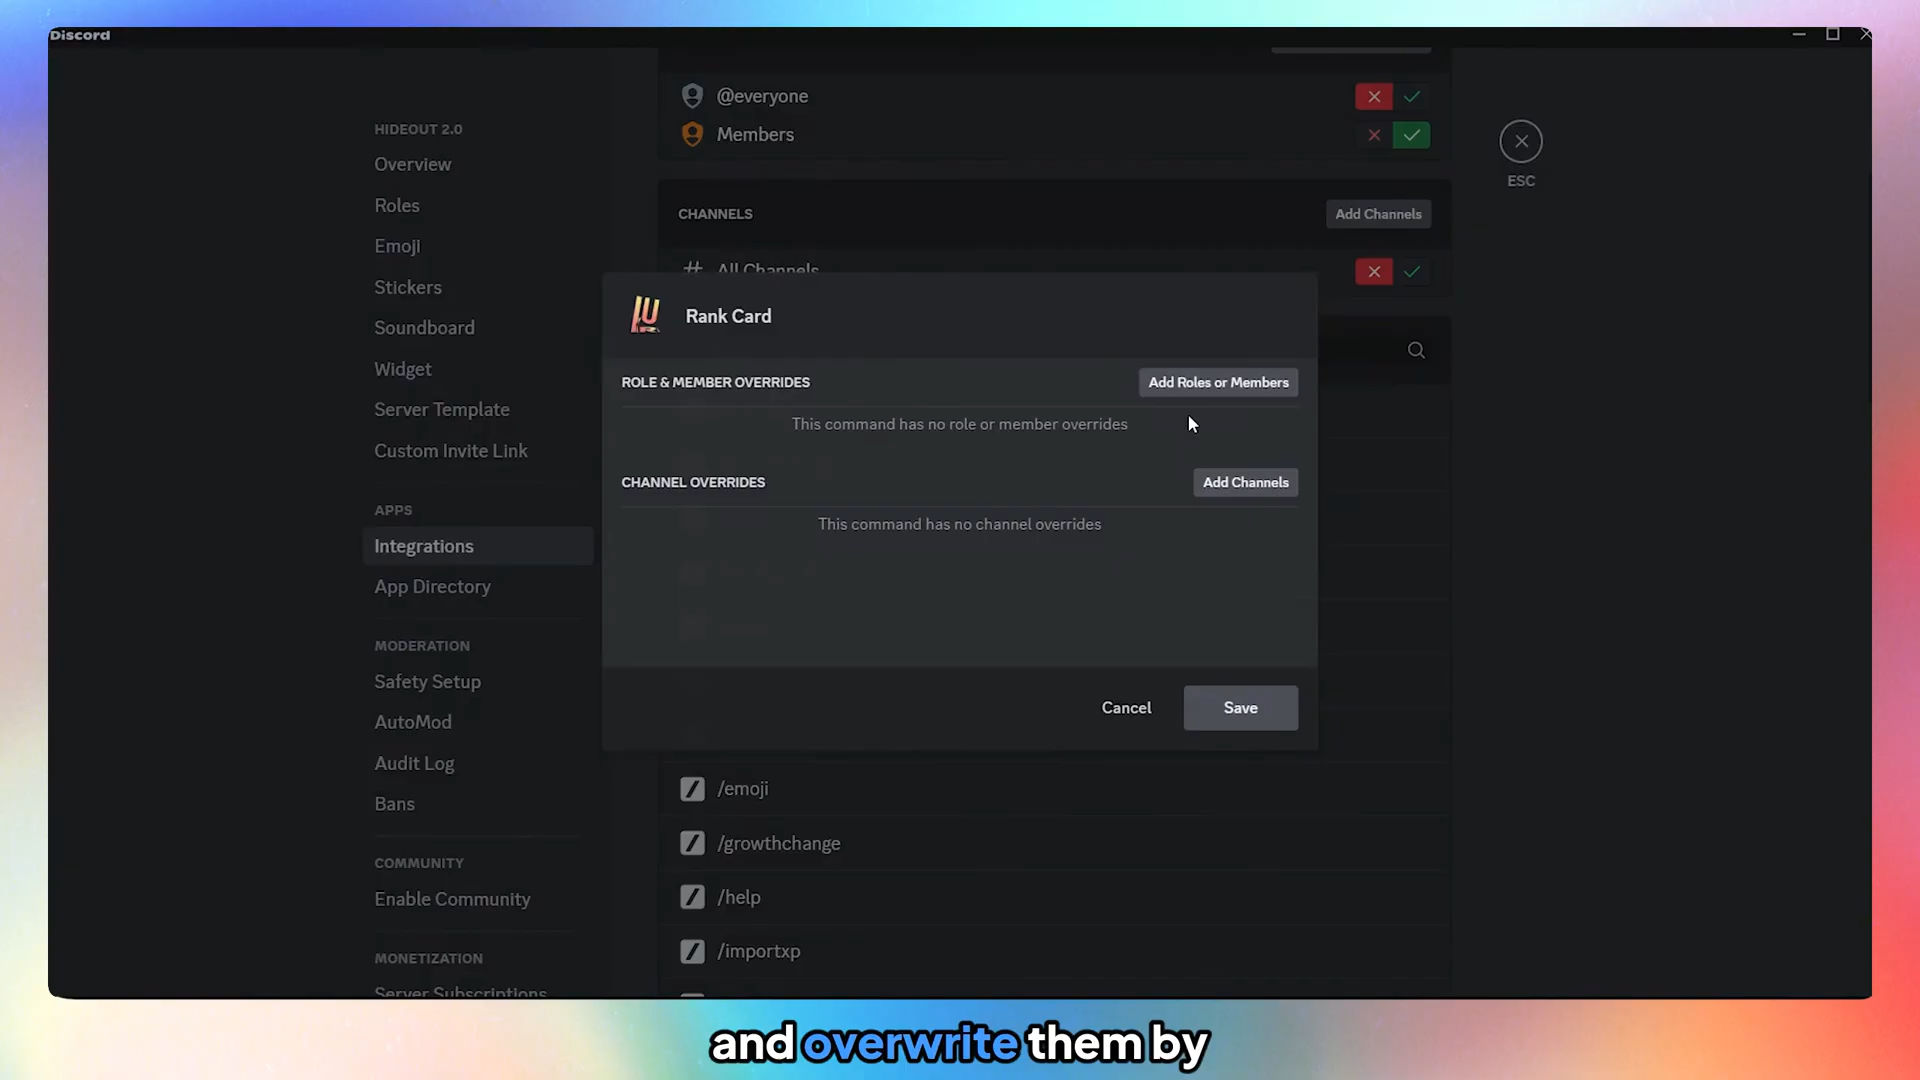 Discord
HIDEOUT 2.0
Overview
Roles
Emoji
Stickers
Soundboard
Widget
Server Template
Custom Invite Link
APPS
Integrations
App Directory
MODERATION
Safety Setup
AutoMod
Audit Log
Bans
COMMUNITY
Enable Community
MONETIZATION
Server Subscriptions
@everyone
Members
CHANNELS
Add Channels
All Channels
ESC
Rank Card
ROLE & MEMBER OVERRIDES
Add Roles or Members
This command has no role or member overrides
CHANNEL OVERRIDES
Add Channels
This command has no channel overrides
Cancel
Save
/emoji
/growthchange
/help
/importxp
and overwrite them by